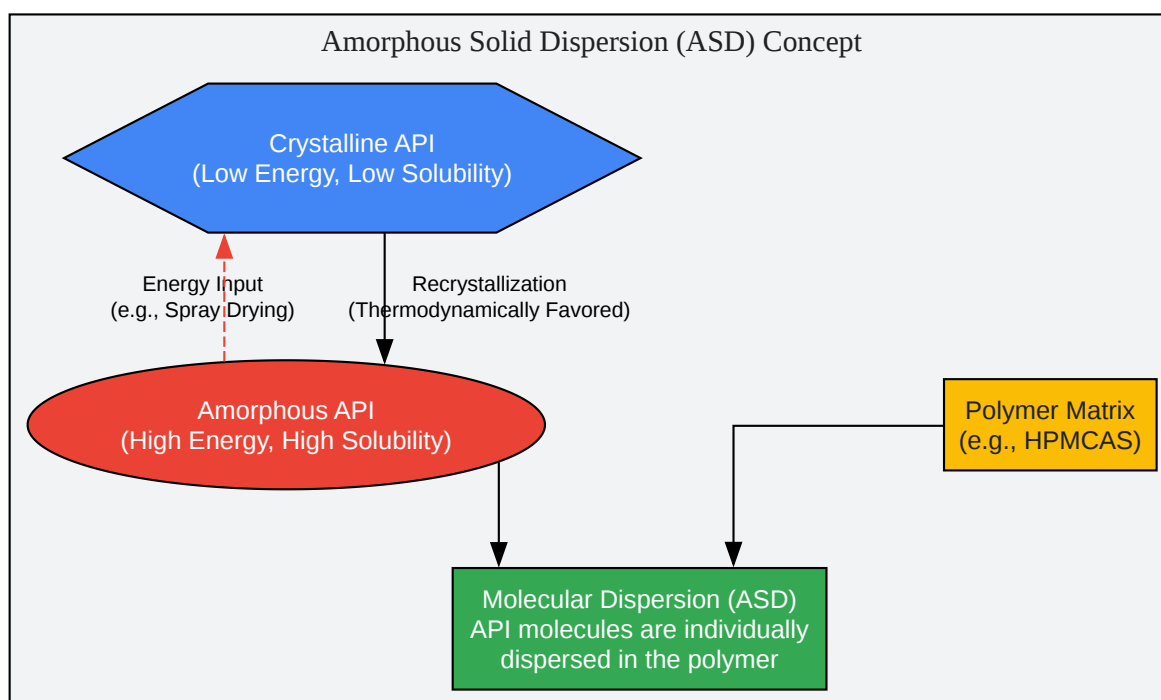 Amorphous Solid Dispersion (ASD) Concept
Crystalline API
(Low Energy, Low Solubility)
Energy Input
(e.g., Spray Drying)
Recrystallization
(Thermodynamically Favored)
Amorphous API
(High Energy, High Solubility)
Polymer Matrix
(e.g., HPMCAS)
Molecular Dispersion (ASD)
API molecules are individually
dispersed in the polymer